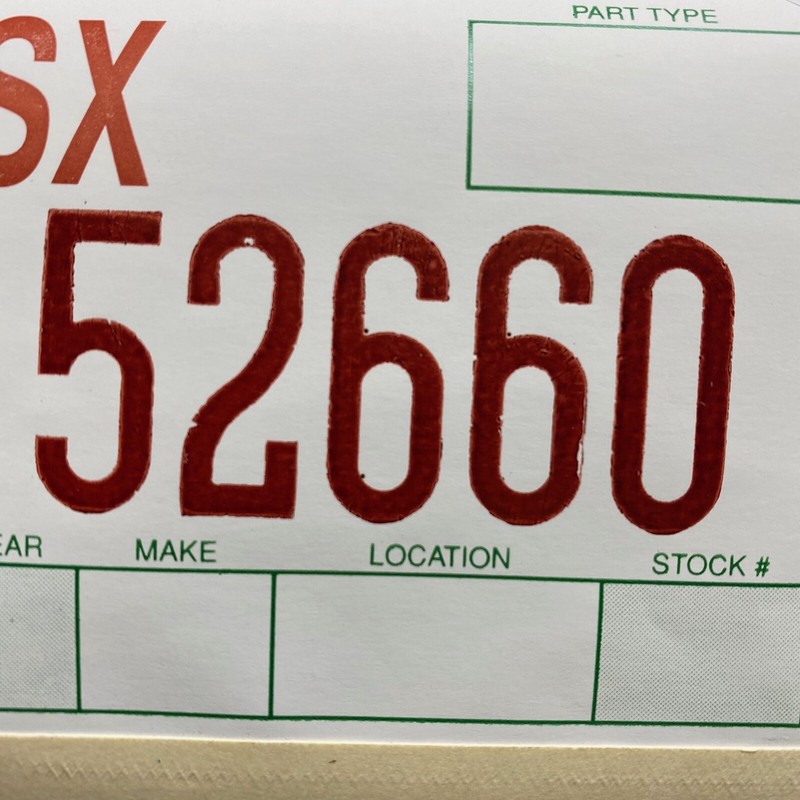 PART TYPE
SX
52660
EAR MAKE LOCATION STOCK #